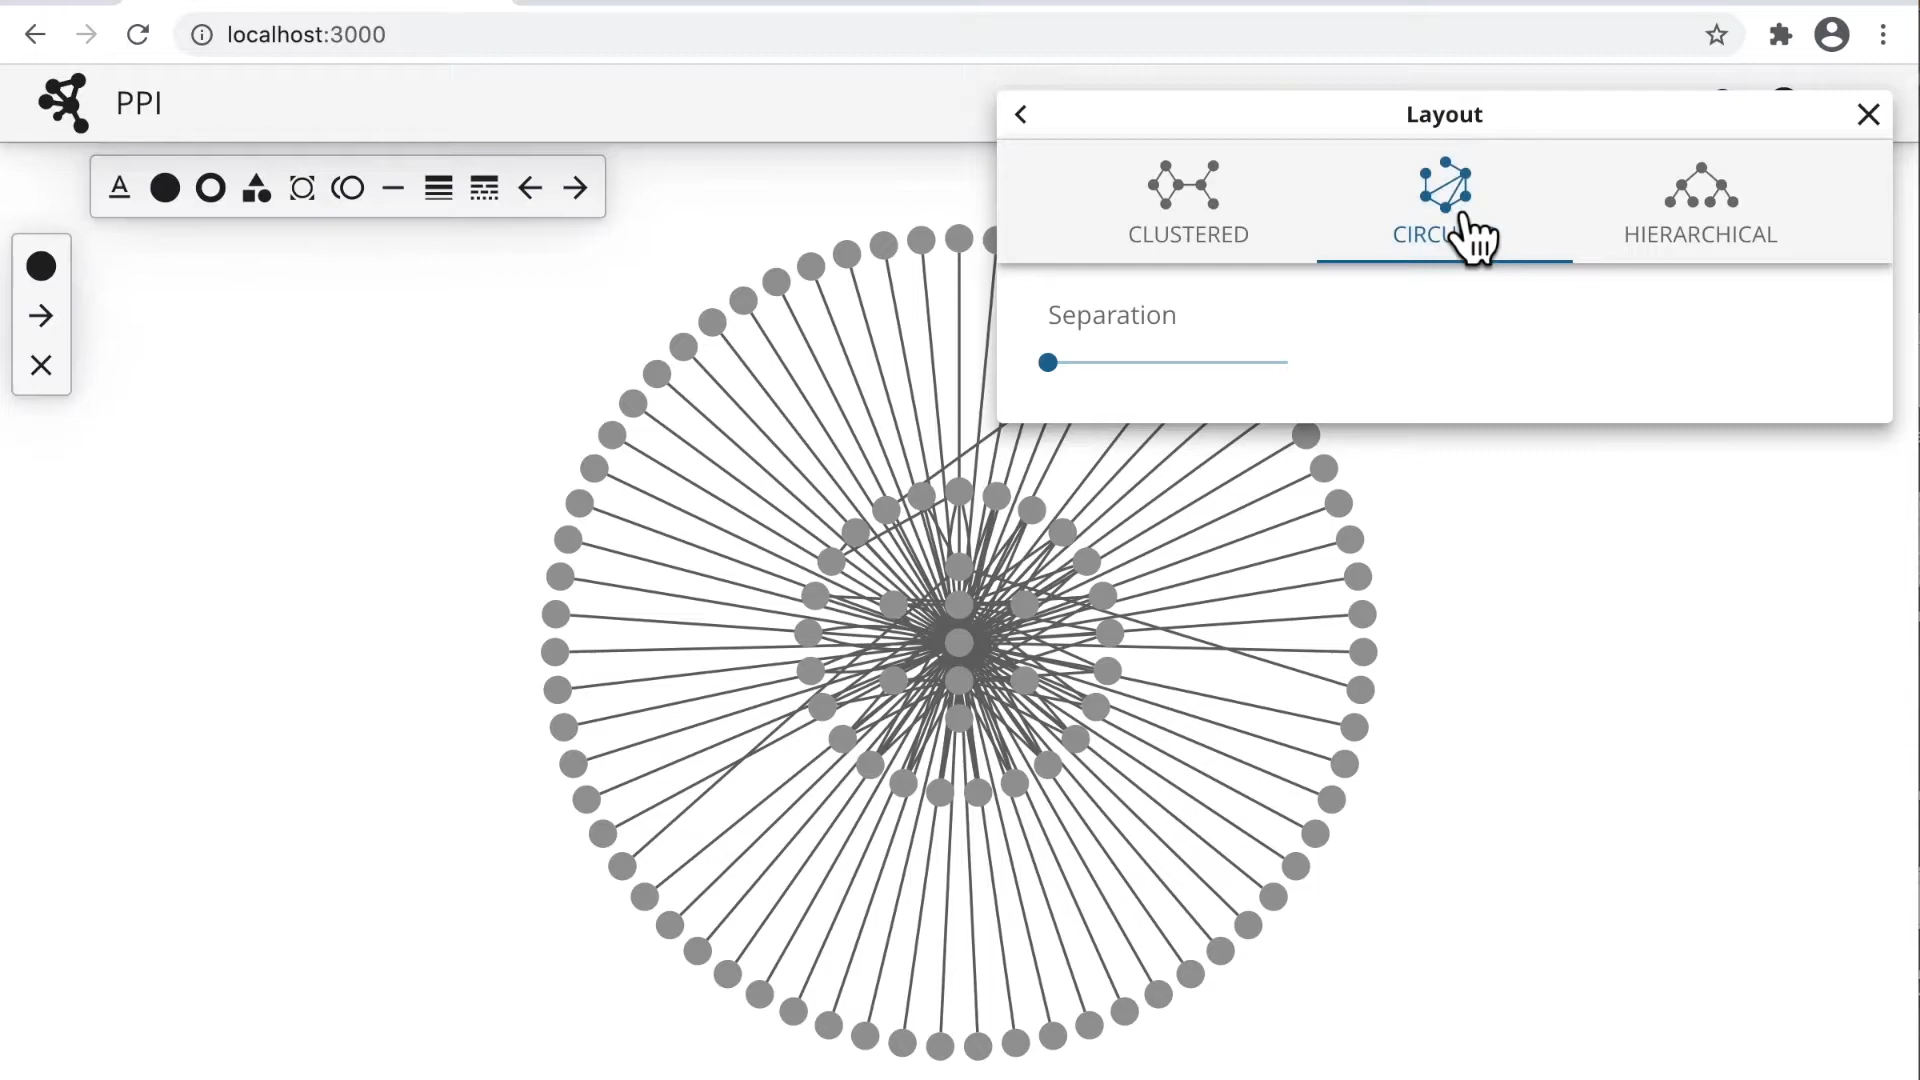 localhost:3000
PPI
Layout
CLUSTERED
HIERARCHICAL
Separation